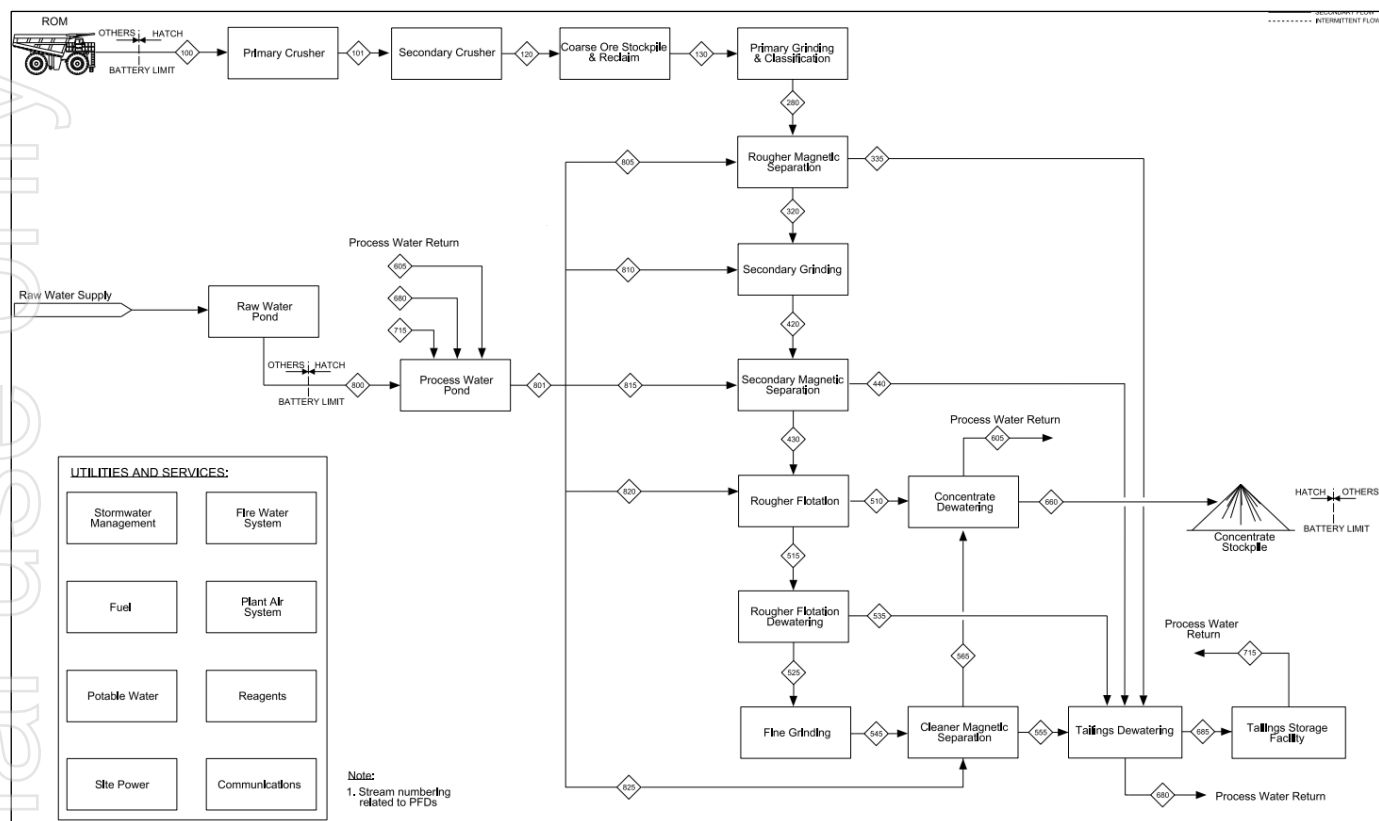 SECONDARY FLOW
INTERMITTENT FLOW
ROM
OTHERS
HATCH
BATTERY LIMIT
100
Primary Crusher
101
Secondary Crusher
120
Coarse Ore Stockpile
& Reclaim
130
Primary Grinding
& Classification
280
805
Rougher Magnetic
Separation
335
320
Process Water Return
605
680
715
810
Secondary Grinding
420
Raw Water Supply
Raw Water
Pond
OTHERS
HATCH
BATTERY LIMIT
800
Process Water
Pond
801
815
Secondary Magnetic
Separation
440
430
Process Water Return
605
820
Rougher Flotation
510
Concentrate
Dewatering
660
Concentrate
Stockpile
HATCH
OTHERS
BATTERY LIMIT
515
Rougher Flotation
Dewatering
535
525
565
Process Water
Return
715
Fine Grinding
545
Cleaner Magnetic
Separation
555
Tailings Dewatering
685
Tailings Storage
Facility
825
680
Process Water Return
UTILITIES AND SERVICES:
Stormwater
Management
Fire Water
System
Fuel
Plant Air
System
Potable Water
Reagents
Site Power
Communications
Note:
1. Stream numbering
related to PFDs